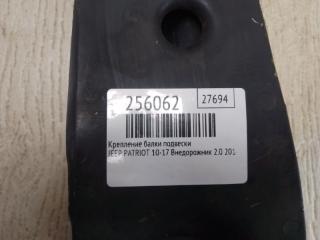 256062
27694
Крепление балки подвески
JEEP PATRIOT 10-17 Внедорожник 2.0 201